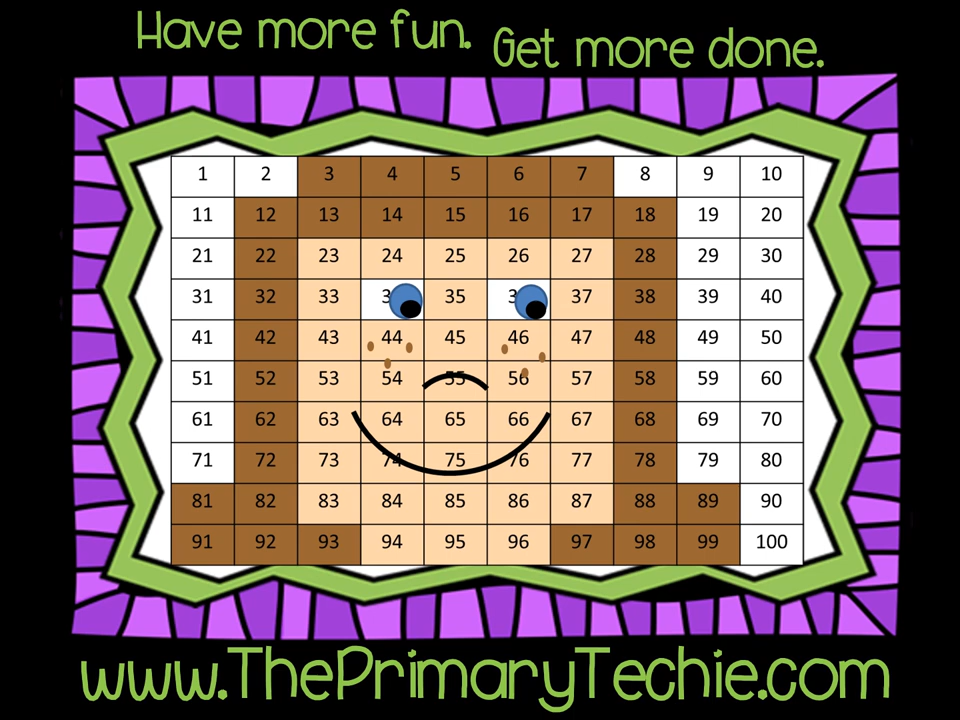 Have more fun. Get more done.
1 2 3 4 5 6 7 8 9 10
11 12 13 14 15 16 17 18 19 20
21 22 23 24 25 26 27 28 29 30
31 32 33 35 37 38 39 40
41 42 43 44 45 46 47 48 49 50
51 52 53 54 55 56 57 58 59 60
61 62 63 64 65 66 67 68 69 70
71 72 73 74 75 76 77 78 79 80
81 82 83 84 85 86 87 88 89 90
91 92 93 94 95 96 97 98 99 100
www.ThePrimaryTechie.com